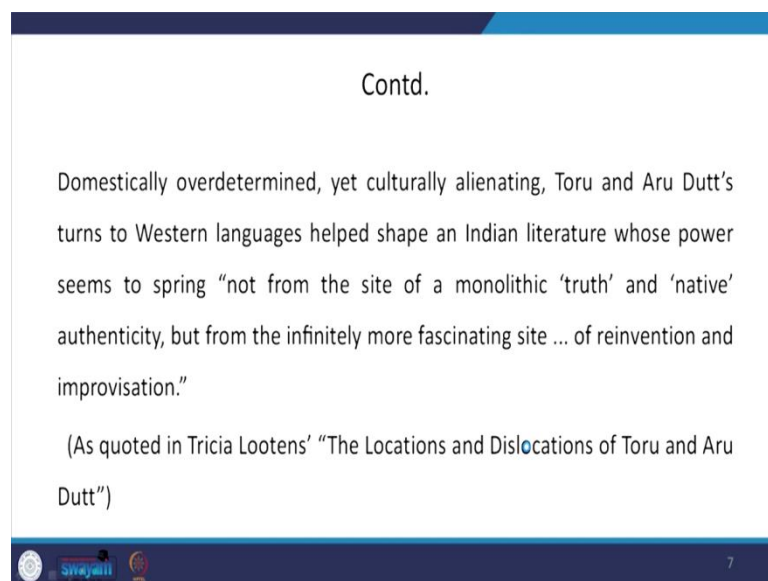 Contd.
Domestically overdetermined, yet culturally alienating, Toru and Aru Dutt’s
turns to Western languages helped shape an Indian literature whose power
seems to spring “not from the site of a monolithic ‘truth’ and ‘native’
authenticity, but from the infinitely more fascinating site ... of reinvention and
improvisation.”
(As quoted in Tricia Lootens’ “The Locations and Dislocations of Toru and Aru
Dutt”)
swayam
7